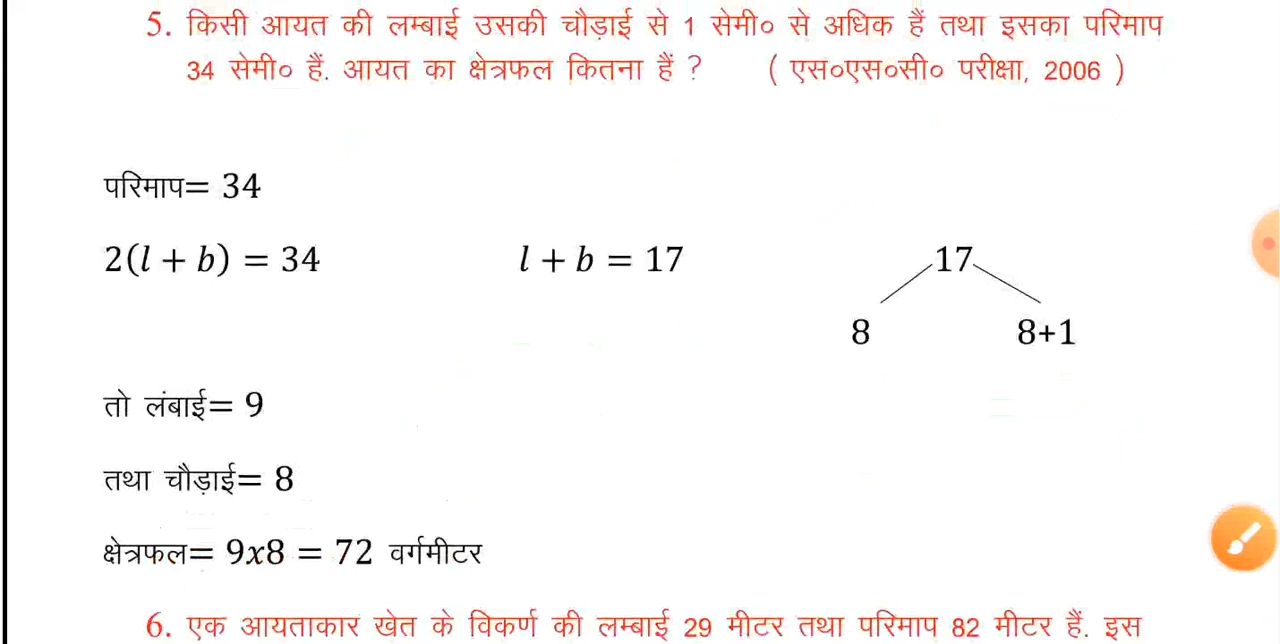 5. किसी आयत की लम्बाई उसकी चौड़ाई से 1 सेमी० से अधिक हैं तथा इसका परिमाप
34 सेमी० हैं. आयत का क्षेत्रफल कितना हैं ? ( एस०एस०सी० परीक्षा, 2006 )
परिमाप= 34
2(l + b) = 34 l + b = 17 17
8 8+1
तो लंबाई= 9
तथा चौड़ाई= 8
क्षेत्रफल= 9x8 = 72 वर्गमीटर
6. एक आयताकार खेत के विकर्ण की लम्बाई 29 मीटर तथा परिमाप 82 मीटर हैं. इस